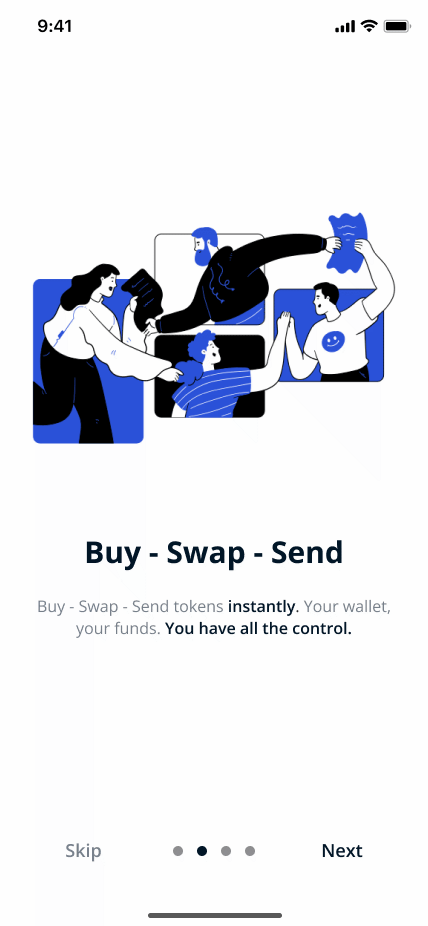 9:41
Buy - Swap - Send
Buy - Swap - Send tokens instantly. Your wallet,
your funds. You have all the control.
Skip
Next